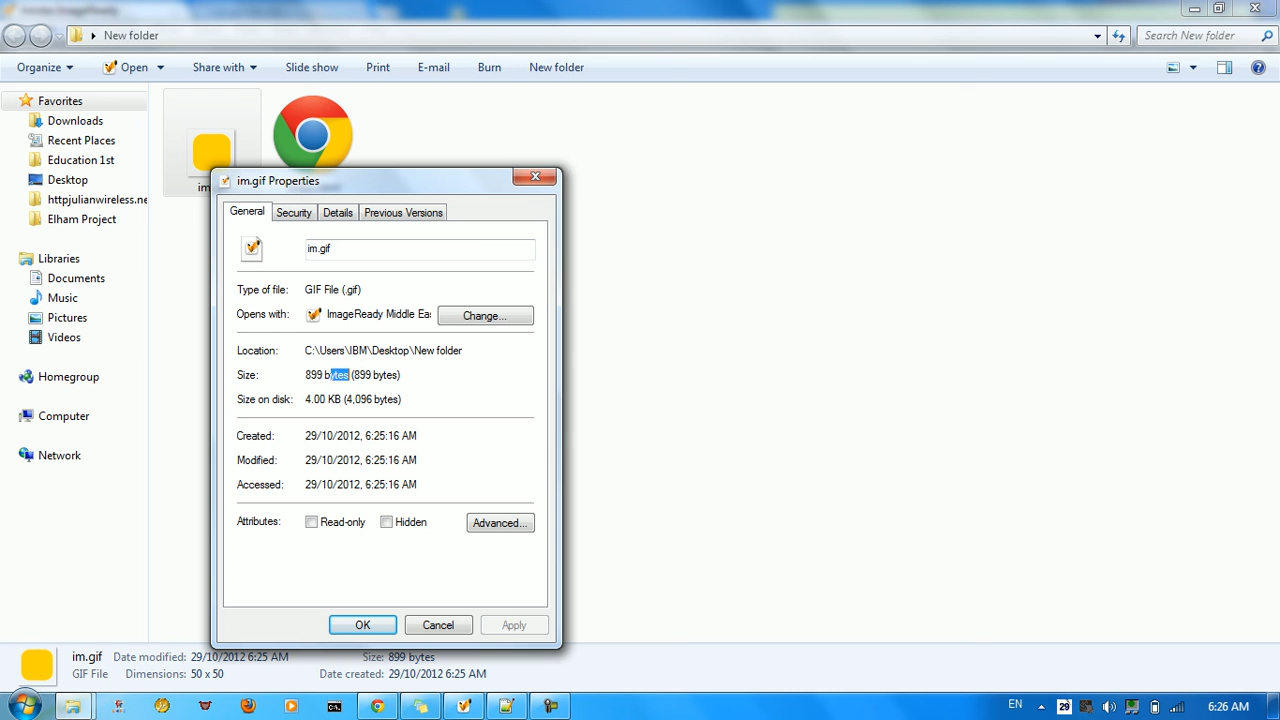 New folder
Search New folder
Organize Open Share with Slide show Print E-mail Burn New folder
Favorites
Downloads
Recent Places
Education 1st
Desktop
httpjulianwireless.ne
Elham Project
Libraries
Documents
Music
Pictures
Videos
Homegroup
Computer
Network
im
im.gif Properties
General Security Details Previous Versions
im.gif
Type of file: GIF File (.gif)
Opens with: ImageReady Middle Ea: Change...
Location: C:\Users\IBM\Desktop\New folder
Size: 899 bytes (899 bytes)
Size on disk: 4.00 KB (4,096 bytes)
Created: 29/10/2012, 6:25:16 AM
Modified: 29/10/2012, 6:25:16 AM
Accessed: 29/10/2012, 6:25:16 AM
Attributes: Read-only Hidden Advanced...
OK Cancel Apply
im.gif Date modified: 29/10/2012 6:25 AM Size: 899 bytes
GIF File Dimensions: 50 x 50 Date created: 29/10/2012 6:25 AM
EN 29 6:26 AM